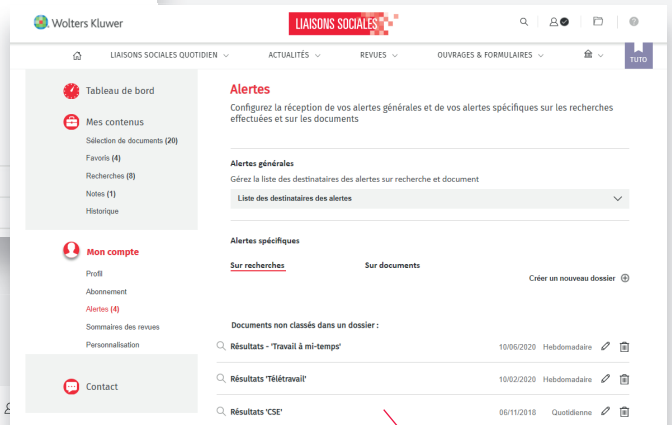 Wolters Kluwer
LIAISONS SOCIALES
LIAISONS SOCIALES QUOTIDIEN
ACTUALITÉS
REVUES
OUVRAGES & FORMULAIRES
TUTO
Tableau de bord
Mes contenus
Sélection de documents (20)
Favoris (4)
Recherches (8)
Notes (1)
Historique
Mon compte
Profil
Abonnement
Alertes (4)
Sommaires des revues
Personnalisation
Contact
Alertes
Configurez la réception de vos alertes générales et de vos alertes spécifiques sur les recherches
effectuées et sur les documents
Alertes générales
Gérez la liste des destinataires des alertes sur recherche et document
Liste des destinataires des alertes
Alertes spécifiques
Sur recherches
Sur documents
Créer un nouveau dossier
Documents non classés dans un dossier :
Résultats - 'Travail à mi-temps' 10/06/2020 Hebdomadaire
Résultats 'Télétravail' 10/02/2020 Hebdomadaire
Résultats 'CSE' 06/11/2018 Quotidienne